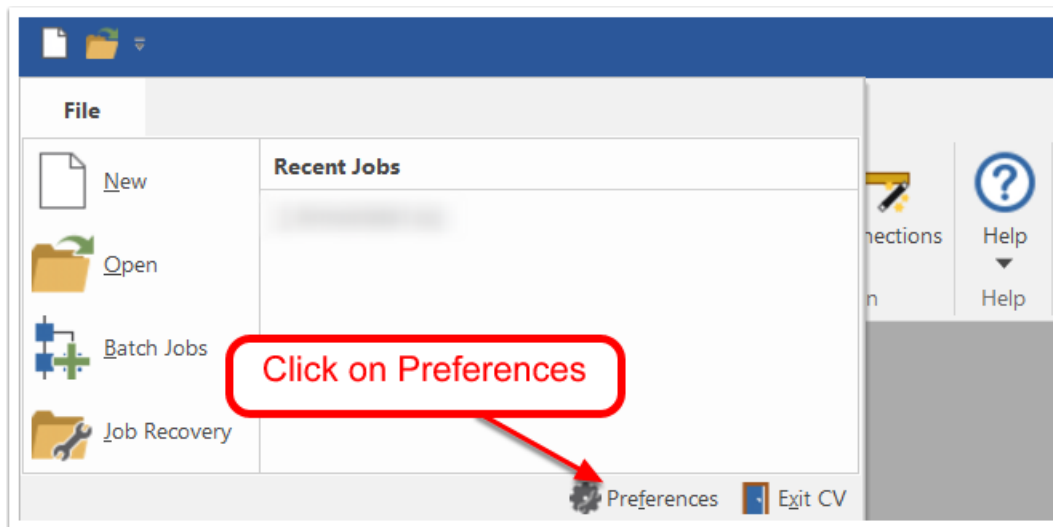 File
New
Recent Jobs
Open
Batch Jobs
Job Recovery
Click on Preferences
Preferences
Exit CV
nections
Help
n
Help